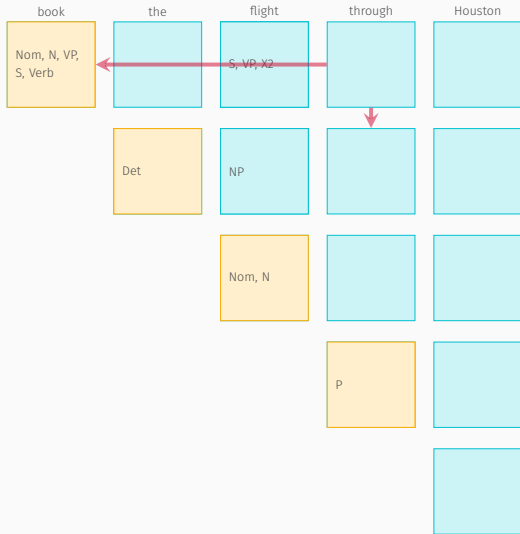 book the flight through Houston
Nom, N, VP,
S, Verb
S, VP, X2
Det
NP
Nom, N
P